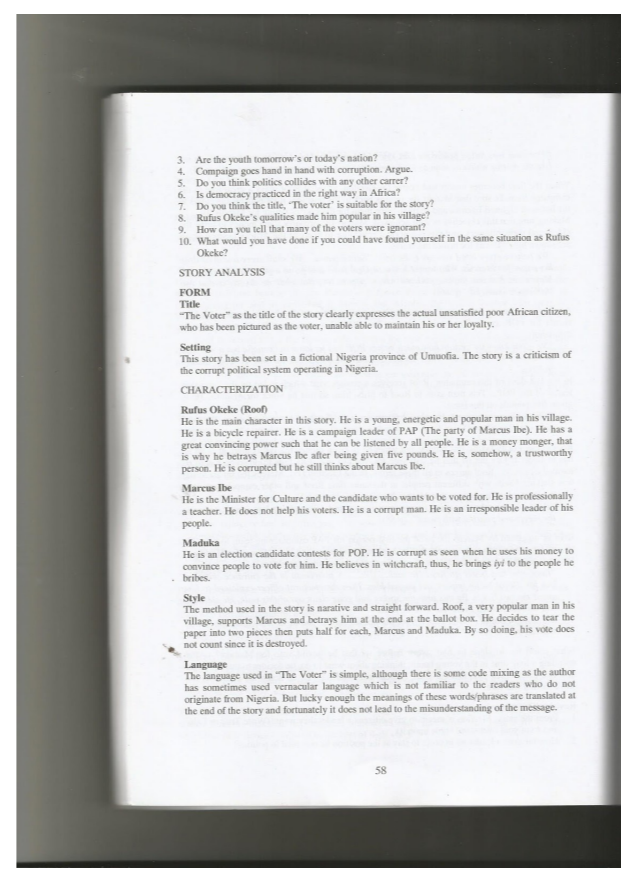 3. Are the youth tomorrow's or today's nation?
4. Compaign goes hand in hand with corruption. Argue.
5. Do you think politics collides with any other carrer?
6. Is democracy practiced in the right way in Africa?
7. Do you think the title, 'The voter' is suitable for the story?
8. Rufus Okeke's qualities made him popular in his village?
9. How can you tell that many of the voters were ignorant?
10. What would you have done if you could have found yourself in the same situation as Rufus
Okeke?
STORY ANALYSIS
FORM
Title
"The Voter" as the title of the story clearly expresses the actual unsatisfied poor African citizen,
who has been pictured as the voter, unable able to maintain his or her loyalty.
Setting
This story has been set in a fictional Nigeria province of Umuofia. The story is a criticism of
the corrupt political system operating in Nigeria.
CHARACTERIZATION
Rufus Okeke (Roof)
He is the main character in this story. He is a young, energetic and popular man in his village.
He is a bicycle repairer. He is a campaign leader of PAP (The party of Marcus Ibe). He has a
great convincing power such that he can be listened by all people. He is a money monger, that
is why he betrays Marcus Ibe after being given five pounds. He is, somehow, a trustworthy
person. He is corrupted but he still thinks about Marcus Ibe.
Marcus Ibe
He is the Minister for Culture and the candidate who wants to be voted for. He is professionally
a teacher. He does not help his voters. He is a corrupt man. He is an irresponsible leader of his
people.
Maduka
He is an election candidate contests for POP. He is corrupt as seen when he uses his money to
convince people to vote for him. He believes in witchcraft, thus, he brings iyi to the people he
bribes.
Style
The method used in the story is narative and straight forward. Roof, a very popular man in his
village, supports Marcus and betrays him at the end at the ballot box. He decides to tear the
paper into two pieces then puts half for each, Marcus and Maduka. By so doing, his vote does
not count since it is destroyed.
Language
The language used in "The Voter" is simple, although there is some code mixing as the author
has sometimes used vernacular language which is not familiar to the readers who do not
originate from Nigeria. But lucky enough the meanings of these words/phrases are translated at
the end of the story and fortunately it does not lead to the misunderstanding of the message.
58